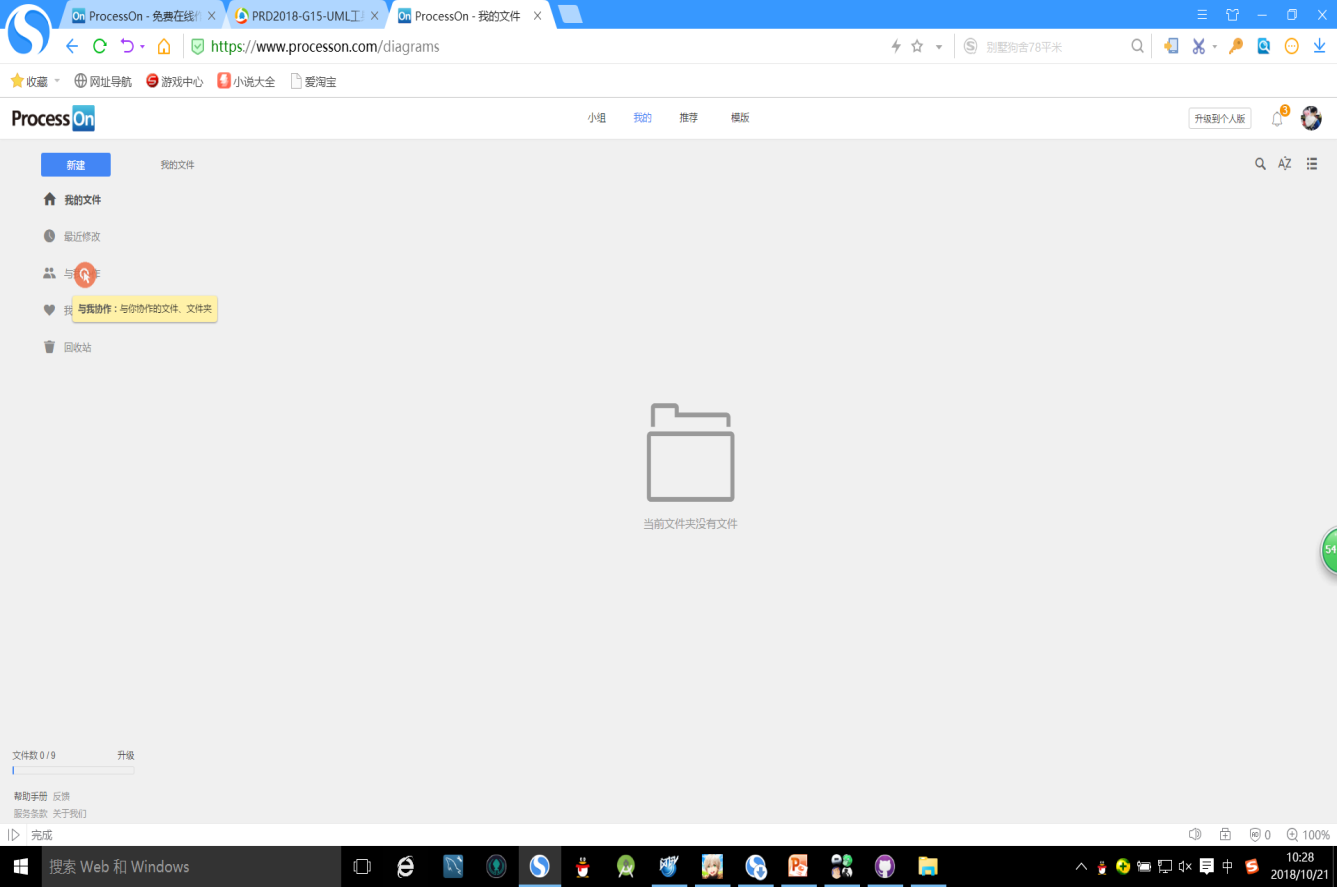 ProcessOn - 免费在线作
PRD2018-G15-UML工具
ProcessOn - 我的文件
https://www.processon.com/diagrams
别墅狗舍78平米
收藏
网址导航
游戏中心
小说大全
爱淘宝
ProcessOn
小组
我的
推荐
模版
升级到个人版
3
新建
我的文件
我的文件
最近修改
与
作
我
与我协作：与你协作的文件、文件夹
回收站
当前文件夹没有文件
54
文件数 0 / 9
升级
帮助手册 反馈
服务条款 关于我们
完成
0
100%
搜索 Web 和 Windows
中
10:28
2018/10/21